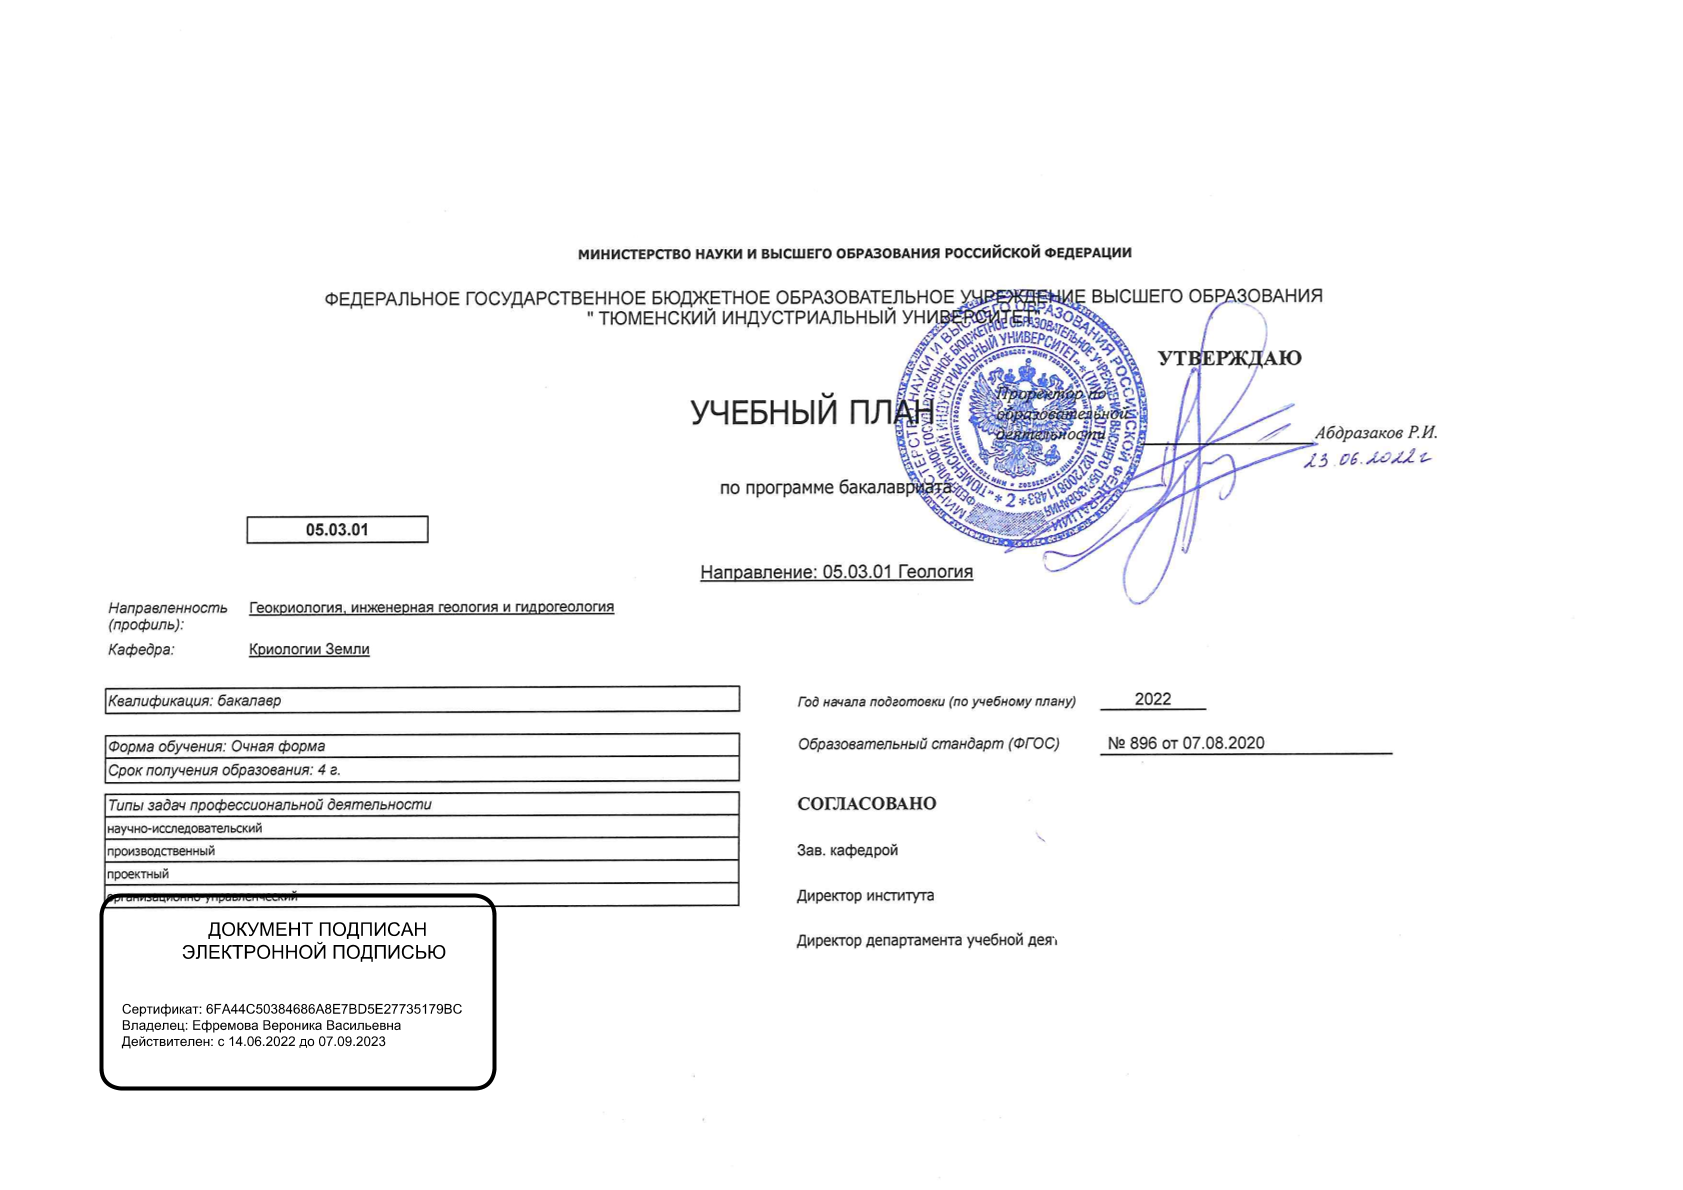 МИНИСТЕРСТВО НАУКИ И ВЫСШЕГО ОБРАЗОВАНИЯ РОССИЙСКОЙ ФЕДЕРАЦИИ
ФЕДЕРАЛЬНОЕ ГОСУДАРСТВЕННОЕ БЮДЖЕТНОЕ ОБРАЗОВАТЕЛЬНОЕ УЧРЕЖДЕНИЕ ВЫСШЕГО ОБРАЗОВАНИЯ
" ТЮМЕНСКИЙ ИНДУСТРИАЛЬНЫЙ УНИВЕРСИТЕТ"
УТВЕРЖДАЮ
УЧЕБНЫЙ ПЛАН
Проректор по
образовательной
деятельности
Абдразаков Р.И.
23.06.2022г
по программе бакалавриата
05.03.01
Направление: 05.03.01 Геология
Направленность (профиль): Геокриология, инженерная геология и гидрогеология
Кафедра: Криологии Земли
Квалификация: бакалавр
Год начала подготовки (по учебному плану) 2022
Форма обучения: Очная форма
Образовательный стандарт (ФГОС) № 896 от 07.08.2020
Срок получения образования: 4 г.
Типы задач профессиональной деятельности
научно-исследовательский
производственный
проектный
организационно-управленческий
СОГЛАСОВАНО
Зав. кафедрой
Директор института
Директор департамента учебной дея
ДОКУМЕНТ ПОДПИСАН
ЭЛЕКТРОННОЙ ПОДПИСЬЮ
Сертификат: 6FA44C50384686A8E7BD5E27735179BC
Владелец: Ефремова Вероника Васильевна
Действителен: с 14.06.2022 до 07.09.2023